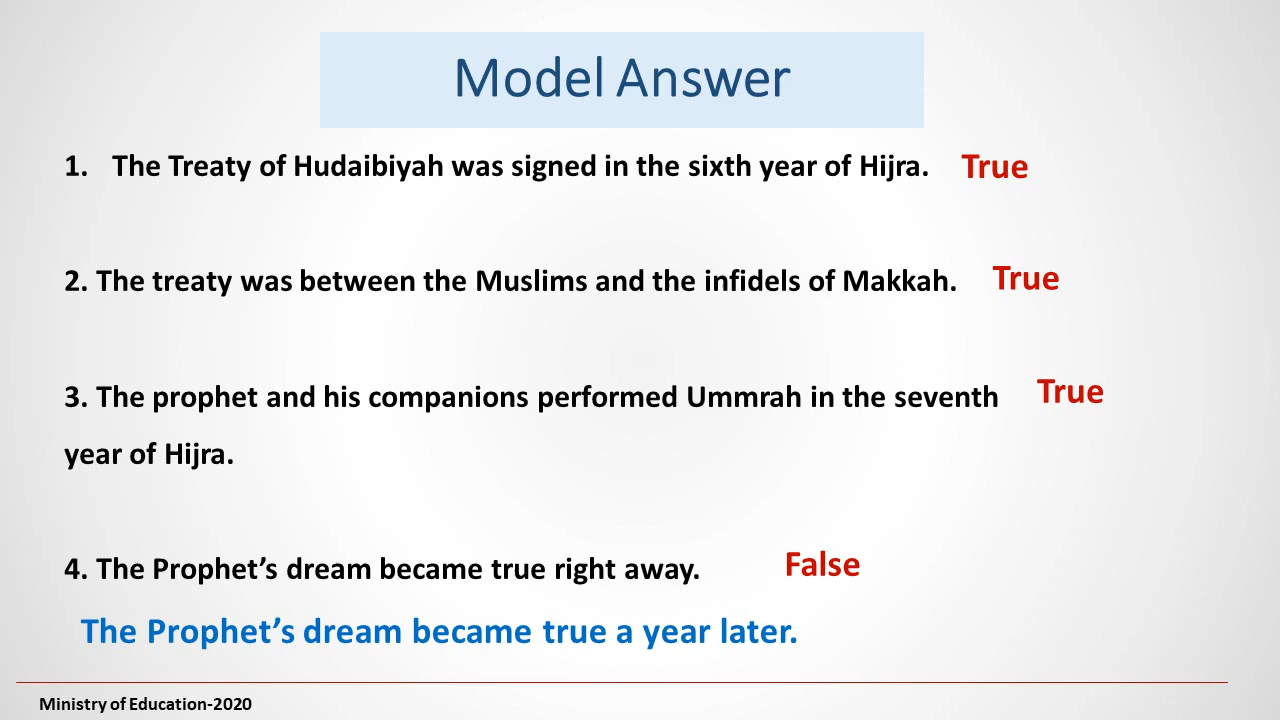 Model Answer
1. The Treaty of Hudaibiyah was signed in the sixth year of Hijra. True
2. The treaty was between the Muslims and the infidels of Makkah. True
3. The prophet and his companions performed Ummrah in the seventh True
year of Hijra.
4. The Prophet’s dream became true right away. False
The Prophet’s dream became true a year later.
Ministry of Education-2020